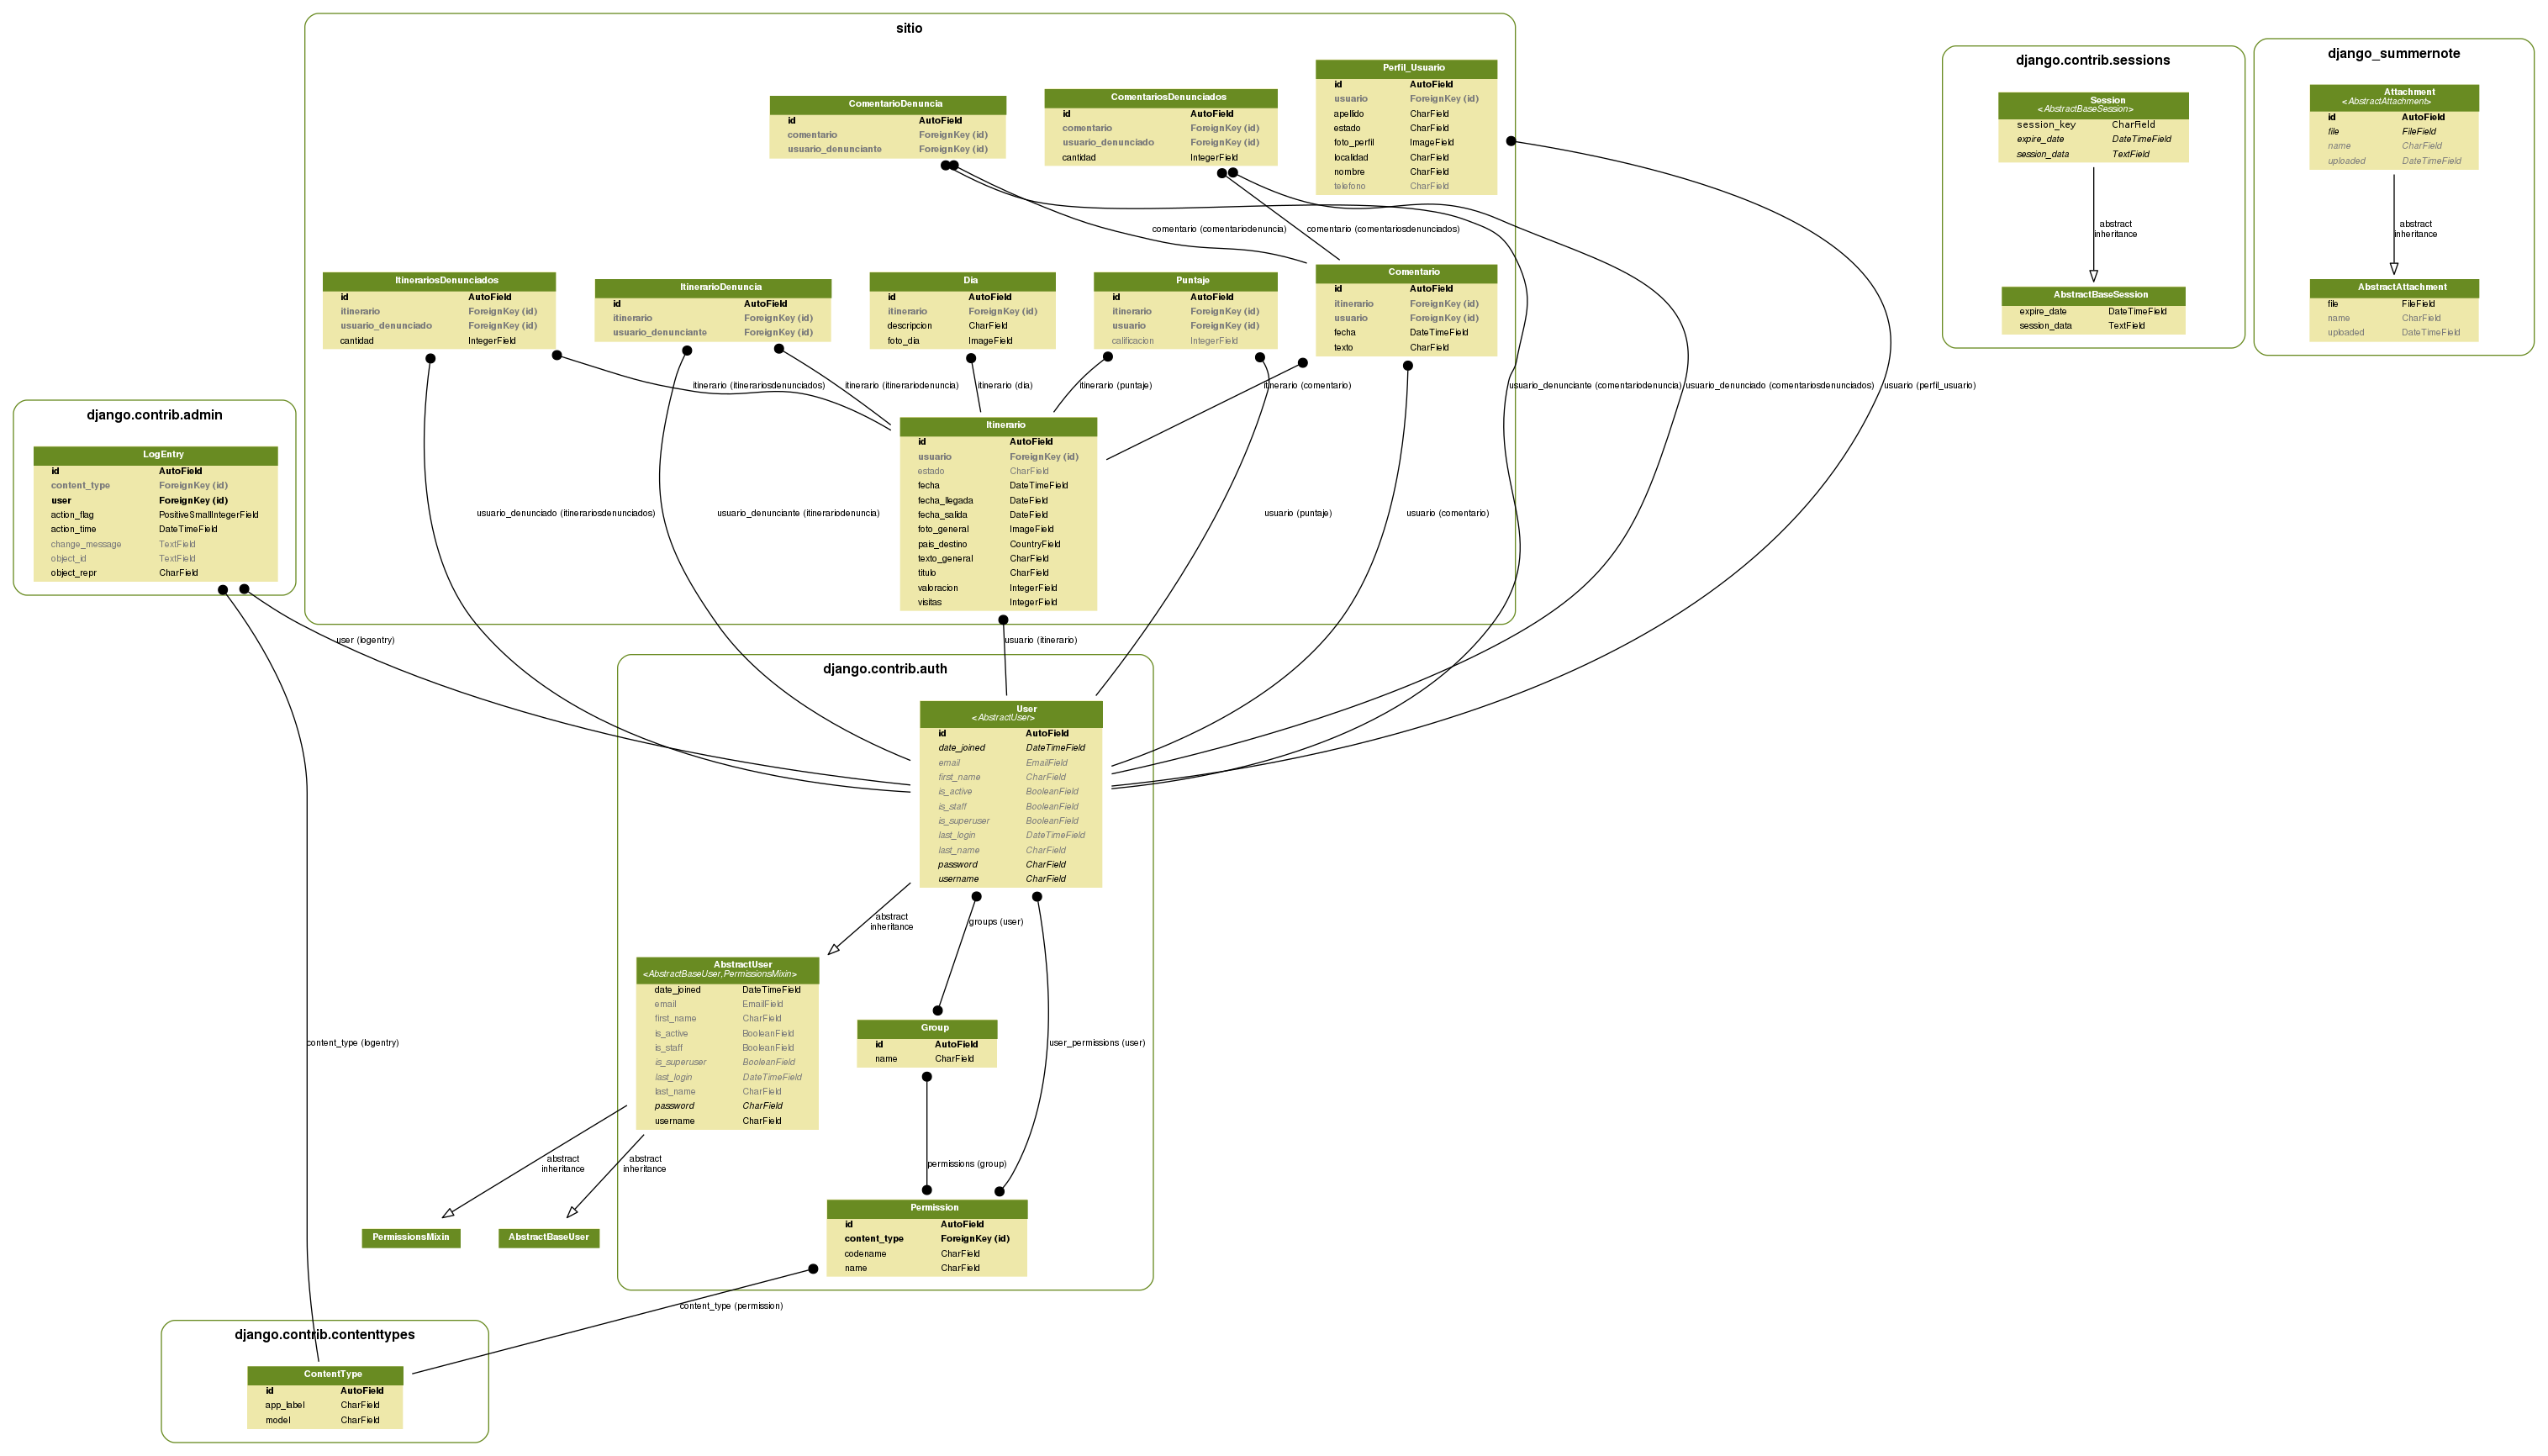 sitio
ComentarioDenuncia
id AutoField
comentario ForeignKey (id)
usuario_denunciante ForeignKey (id)
ComentariosDenunciados
id AutoField
comentario ForeignKey (id)
usuario_denunciado ForeignKey (id)
cantidad IntegerField
Perfil_Usuario
id AutoField
usuario ForeignKey (id)
apellido CharField
estado CharField
foto_perfil ImageField
localidad CharField
nombre CharField
telefono CharField
comentario (comentariodenuncia)
comentario (comentariosdenunciados)
ItinerariosDenunciados
id AutoField
itinerario ForeignKey (id)
usuario_denunciado ForeignKey (id)
cantidad IntegerField
ItinerarioDenuncia
id AutoField
itinerario ForeignKey (id)
usuario_denunciante ForeignKey (id)
Dia
id AutoField
itinerario ForeignKey (id)
descripcion CharField
foto_dia ImageField
Puntaje
id AutoField
itinerario ForeignKey (id)
usuario ForeignKey (id)
calificacion IntegerField
Comentario
id AutoField
itinerario ForeignKey (id)
usuario ForeignKey (id)
fecha DateTimeField
texto CharField
itinerario (itinerariosdenunciados)
itinerario (itinerariodenuncia)
itinerario (dia)
itinerario (puntaje)
itinerario (comentario)
usuario_denunciante (comentariodenuncia)
usuario_denunciado (comentariosdenunciados)
usuario (perfil_usuario)
Itinerario
id AutoField
usuario ForeignKey (id)
estado CharField
fecha DateTimeField
fecha_llegada DateField
fecha_salida DateField
foto_general ImageField
pais_destino CountryField
texto_general CharField
titulo CharField
valoracion IntegerField
visitas IntegerField
usuario_denunciado (itinerariosdenunciados)
usuario_denunciante (itinerariodenuncia)
usuario (puntaje)
usuario (comentario)
django.contrib.admin
LogEntry
id AutoField
content_type ForeignKey (id)
user ForeignKey (id)
action_flag PositiveSmallIntegerField
action_time DateTimeField
change_message TextField
object_id TextField
object_repr CharField
user (logentry)
usuario (itinerario)
django.contrib.auth
User
<AbstractUser>
id AutoField
date_joined DateTimeField
email EmailField
first_name CharField
is_active BooleanField
is_staff BooleanField
is_superuser BooleanField
last_login DateTimeField
last_name CharField
password CharField
username CharField
abstract
inheritance
groups (user)
AbstractUser
<AbstractBaseUser,PermissionsMixin>
date_joined DateTimeField
email EmailField
first_name CharField
is_active BooleanField
is_staff BooleanField
is_superuser BooleanField
last_login DateTimeField
last_name CharField
password CharField
username CharField
Group
id AutoField
name CharField
content_type (logentry)
user_permissions (user)
abstract
inheritance
abstract
inheritance
permissions (group)
PermissionsMixin
AbstractBaseUser
Permission
id AutoField
content_type ForeignKey (id)
codename CharField
name CharField
content_type (permission)
django.contrib.contenttypes
ContentType
id AutoField
app_label CharField
model CharField
django.contrib.sessions
Session
<AbstractBaseSession>
session_key CharField
expire_date DateTimeField
session_data TextField
abstract
inheritance
AbstractBaseSession
expire_date DateTimeField
session_data TextField
django_summernote
Attachment
<AbstractAttachment>
id AutoField
file FileField
name CharField
uploaded DateTimeField
abstract
inheritance
AbstractAttachment
file FileField
name CharField
uploaded DateTimeField